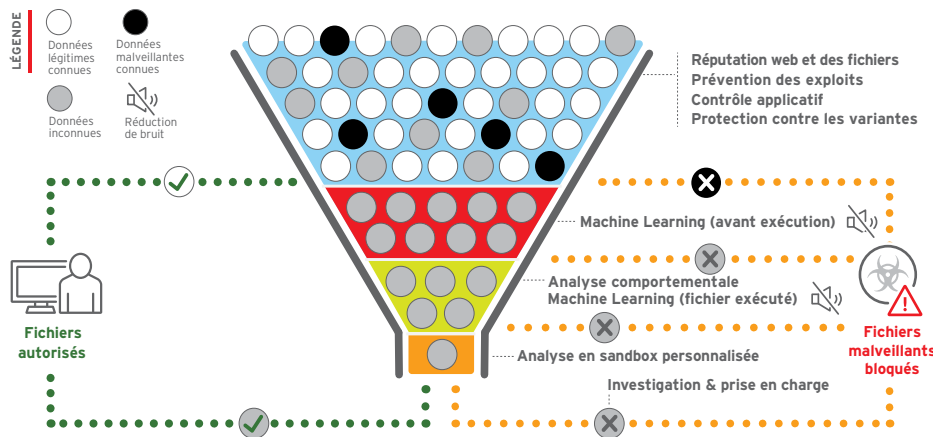 LÉGENDE
Données
légitimes
connues
Données
malveillantes
connues
Données
inconnues
Réduction
de bruit
Réputation web et des fichiers
Prévention des exploits
Contrôle applicatif
Protection contre les variantes
Machine Learning (avant exécution)
Analyse comportementale
Machine Learning (fichier exécuté)
Fichiers
autorisés
Fichiers
malveillants
bloqués
Analyse en sandbox personnalisée
Investigation & prise en charge